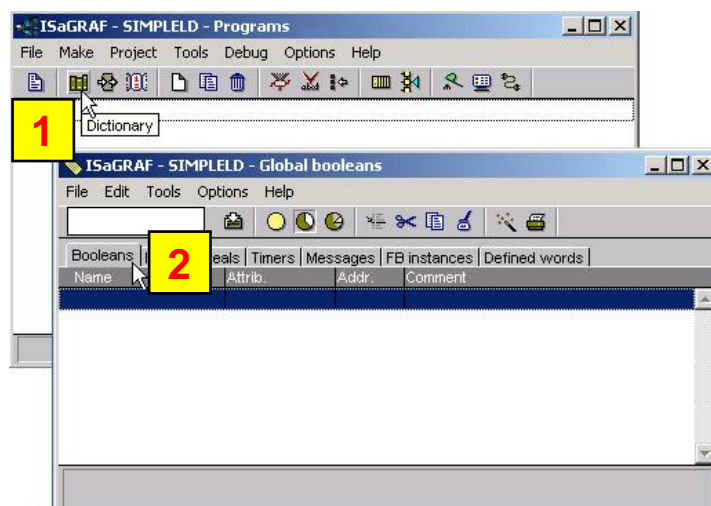 ISaGRAF - SIMPLELD - Programs
File Make Project Tools Debug Options Help
1
Dictionary
ISaGRAF - SIMPLELD - Global booleans
File Edit Tools Options Help
Booleans 2 eals Timers Messages FB instances Defined words
Name Attrib. Addr. Comment